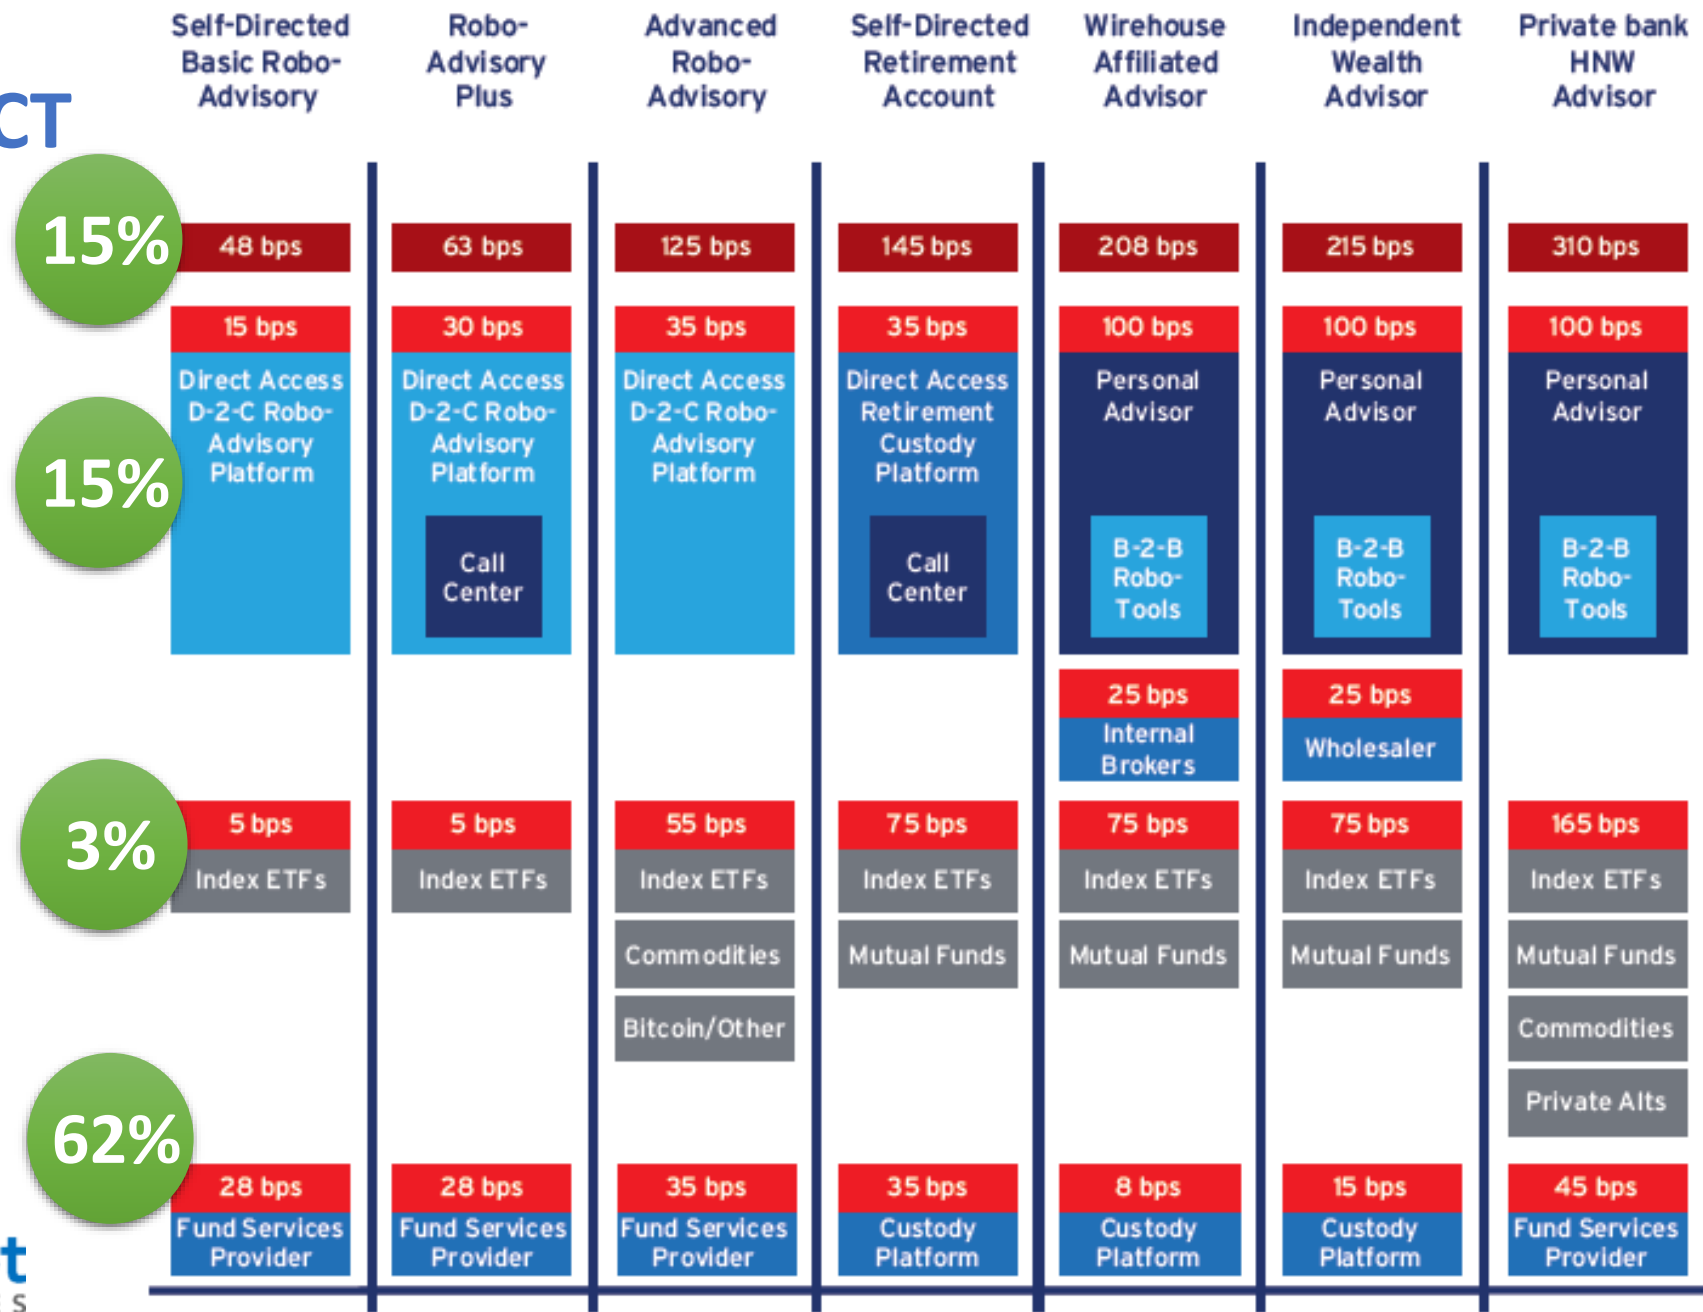 Self-Directed
Basic Robo-
Advisory
Robo-
Advisory
Plus
Advanced
Robo-
Advisory
Self-Directed
Retirement
Account
Wirehouse
Affiliated
Advisor
Independent
Wealth
Advisor
Private bank
HNW
Advisor
CT
15%
48 bps
63 bps
125 bps
145 bps
208 bps
215 bps
310 bps
15 bps
30 bps
35 bps
35 bps
100 bps
100 bps
100 bps
15%
Direct Access
D-2-C Robo-
Advisory
Platform
Direct Access
D-2-C Robo-
Advisory
Platform
Call
Center
Direct Access
D-2-C Robo-
Advisory
Platform
Direct Access
Retirement
Custody
Platform
Call
Center
Personal
Advisor
B-2-B
Robo-
Tools
Personal
Advisor
B-2-B
Robo-
Tools
Personal
Advisor
B-2-B
Robo-
Tools
25 bps
Internal
Brokers
25 bps
Wholesaler
3%
5 bps
5 bps
55 bps
75 bps
75 bps
75 bps
165 bps
Index ETFs
Index ETFs
Index ETFs
Index ETFs
Index ETFs
Index ETFs
Index ETFs
Commodities
Mutual Funds
Mutual Funds
Mutual Funds
Mutual Funds
Bitcoin/Other
Commodities
Private Alts
62%
28 bps
28 bps
35 bps
35 bps
8 bps
15 bps
45 bps
Fund Services
Provider
Fund Services
Provider
Fund Services
Provider
Custody
Platform
Custody
Platform
Custody
Platform
Fund Services
Provider
t
s